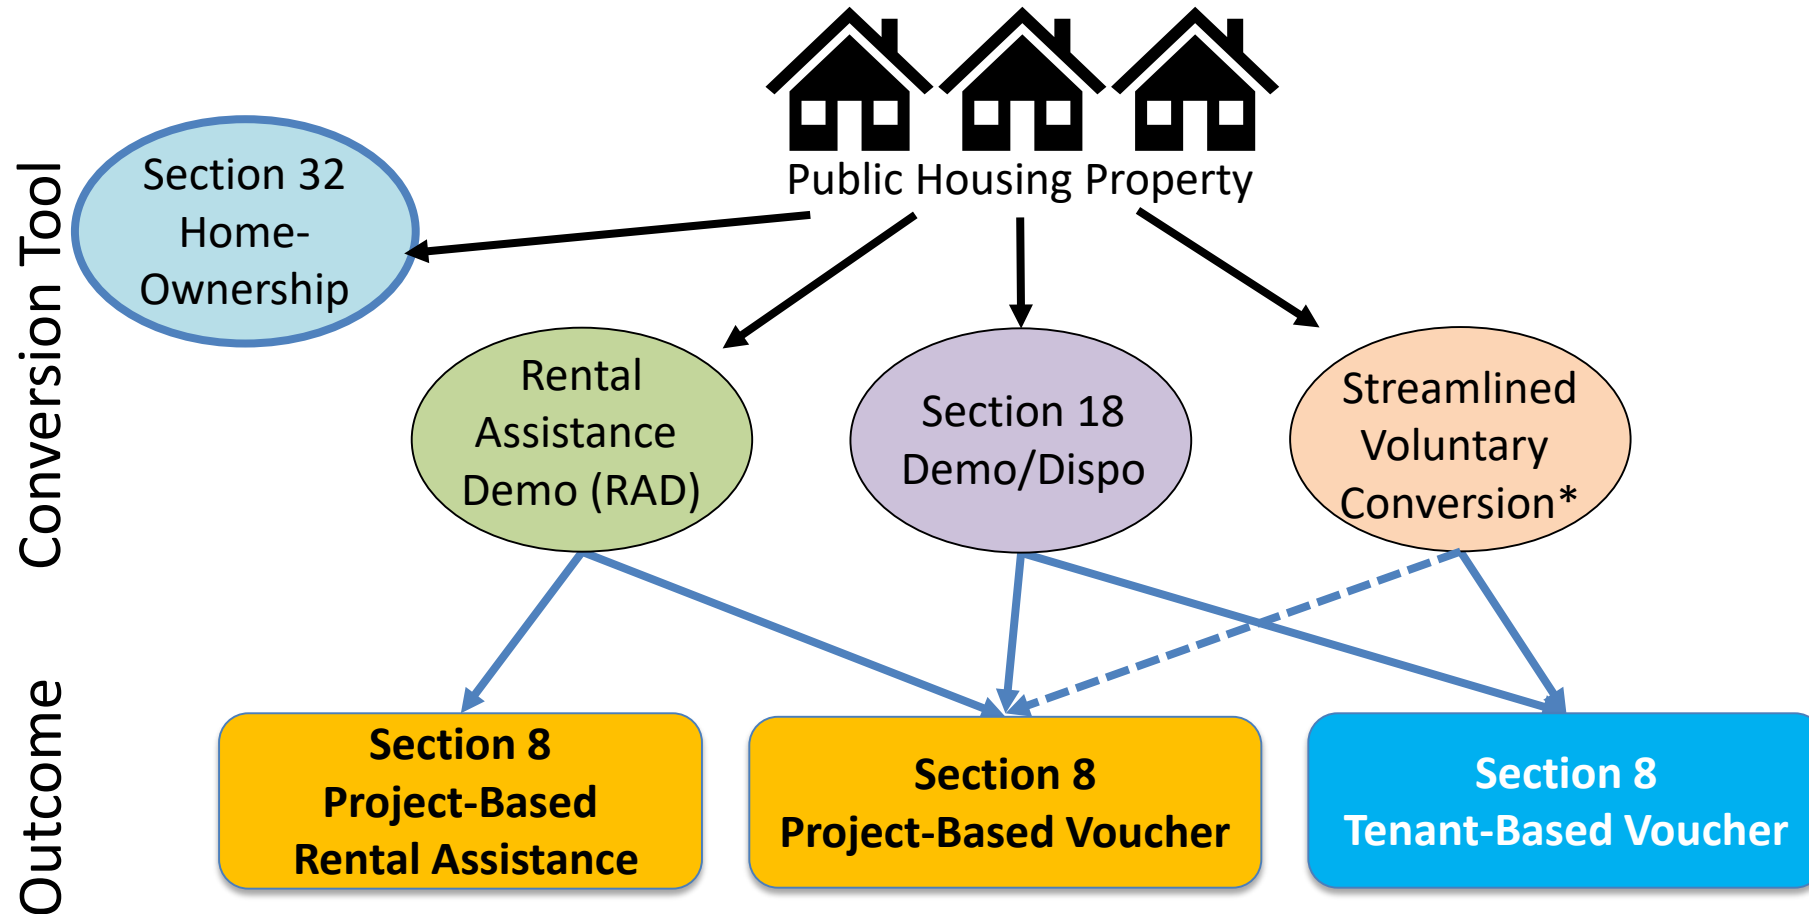 Public Housing Property
Conversion Tool
Section 32
Home-
Ownership
Rental
Assistance
Demo (RAD)
Section 18
Demo/Dispo
Streamlined
Voluntary
Conversion*
Outcome
Section 8
Project-Based
Rental Assistance
Section 8
Project-Based Voucher
Section 8
Tenant-Based Voucher